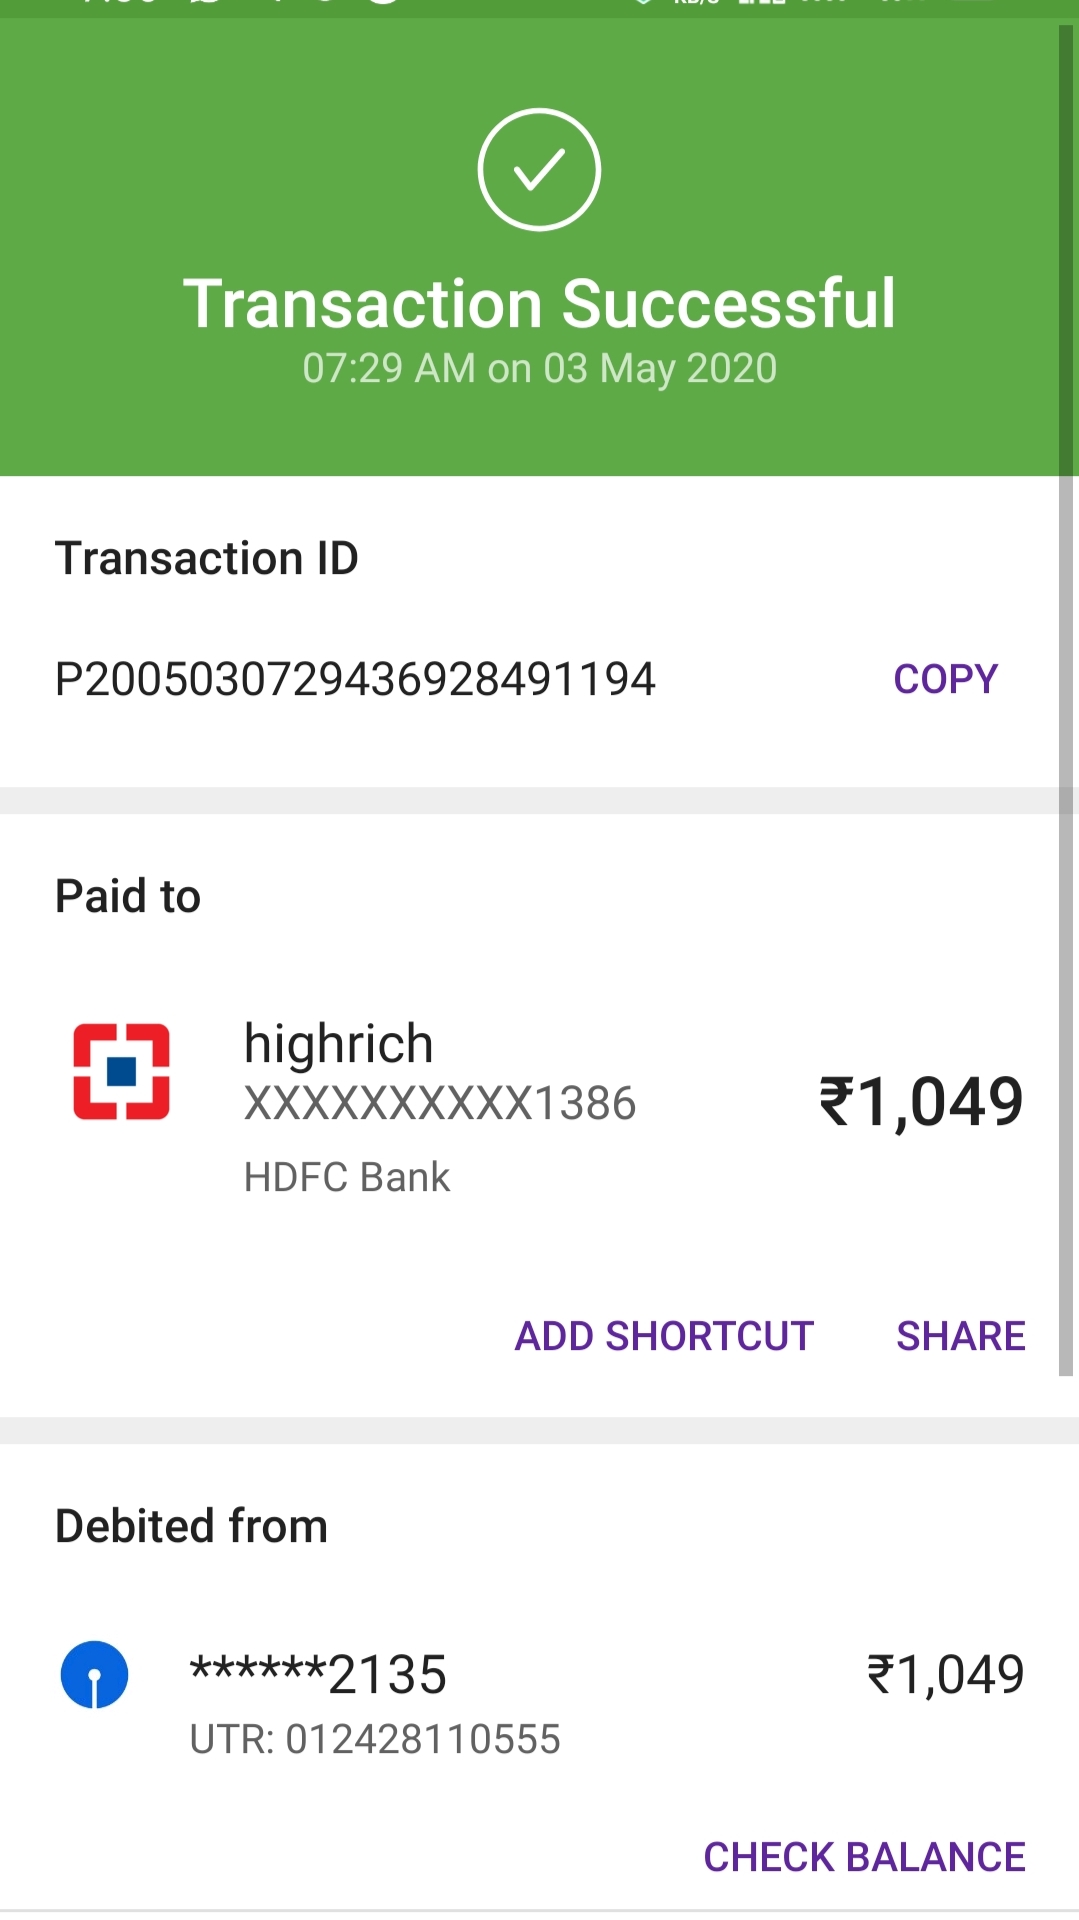 Transaction Successful
07:29 AM on 03 May 2020
Transaction ID
P2005030729436928491194
COPY
Paid to
highrich
XXXXXXXXXX1386
₹1,049
HDFC Bank
ADD SHORTCUT
SHARE
Debited from
******2135
₹1,049
UTR: 012428110555
CHECK BALANCE